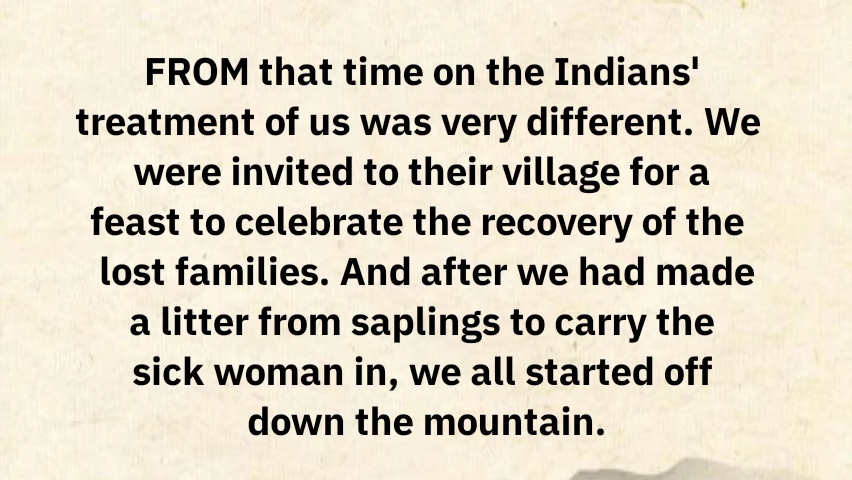 FROM that time on the Indians'
treatment of us was very different. We
were invited to their village for a
feast to celebrate the recovery of the
lost families. And after we had made
a litter from saplings to carry the
sick woman in, we all started off
down the mountain.